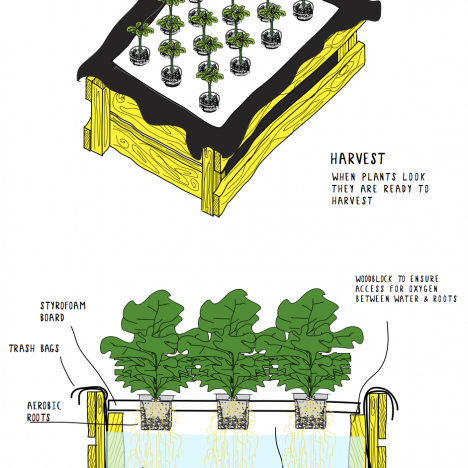 HARVEST
WHEN PLANTS LOOK
THEY ARE READY TO
HARVEST
WOODBLOCK TO ENSURE
ACCESS FOR OXYGEN
BETWEEN WATER & ROOTS
STYROFOAM
BOARD
TRASH BAGS
AEROBIC
ROOTS